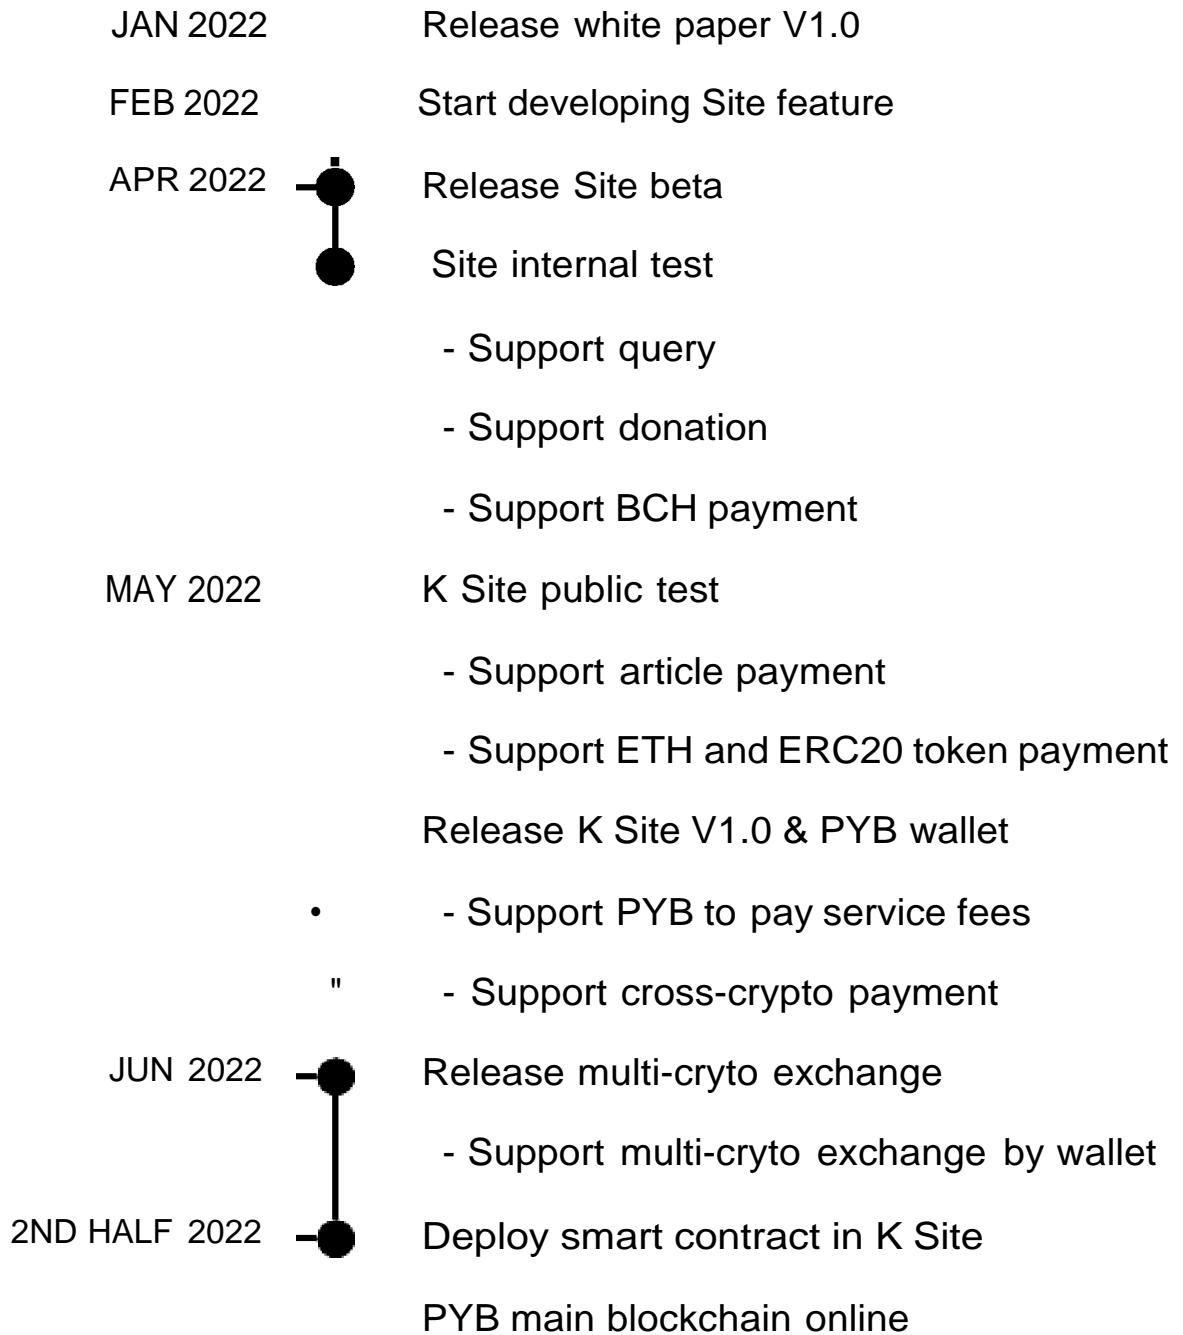 JAN 2022 Release white paper V1.0
FEB 2022 Start developing Site feature
APR 2022 Release Site beta
Site internal test
- Support query
- Support donation
- Support BCH payment
MAY 2022 K Site public test
- Support article payment
- Support ETH and ERC20 token payment
Release K Site V1.0 & PYB wallet
• - Support PYB to pay service fees
" - Support cross-crypto payment
JUN 2022 Release multi-cryto exchange
- Support multi-cryto exchange by wallet
2ND HALF 2022 Deploy smart contract in K Site
PYB main blockchain online